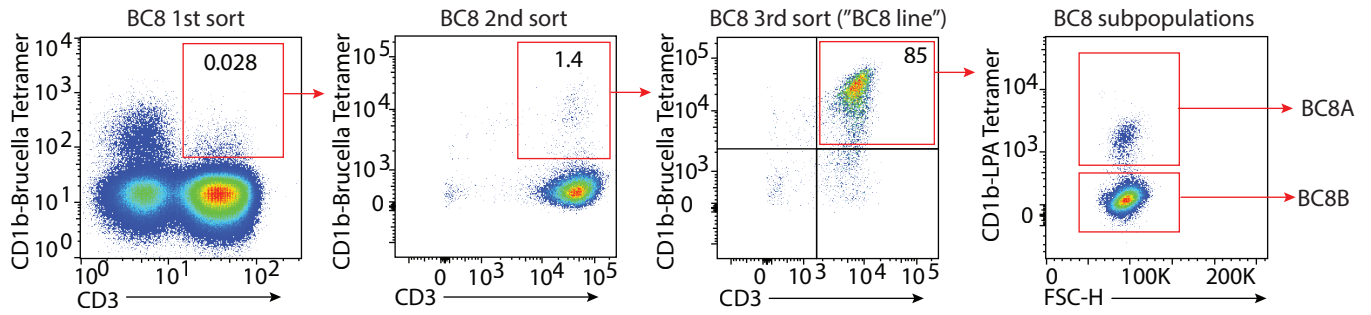 BC8 1st sort
CD1b-Brucella Tetramer
10^4
10^3
10^2
10^1
10^0
0.028
10^0 10^1 10^2
CD3
BC8 2nd sort
CD1b-Brucella Tetramer
10^5
10^4
10^3
0
1.4
0 10^3 10^4 10^5
CD3
BC8 3rd sort ("BC8 line")
CD1b-Brucella Tetramer
10^5
10^4
10^3
0
85
0 10^3 10^4 10^5
CD3
BC8 subpopulations
CD1b-LPA Tetramer
10^4
10^3
0
0 100K 200K
FSC-H
BC8A
BC8B